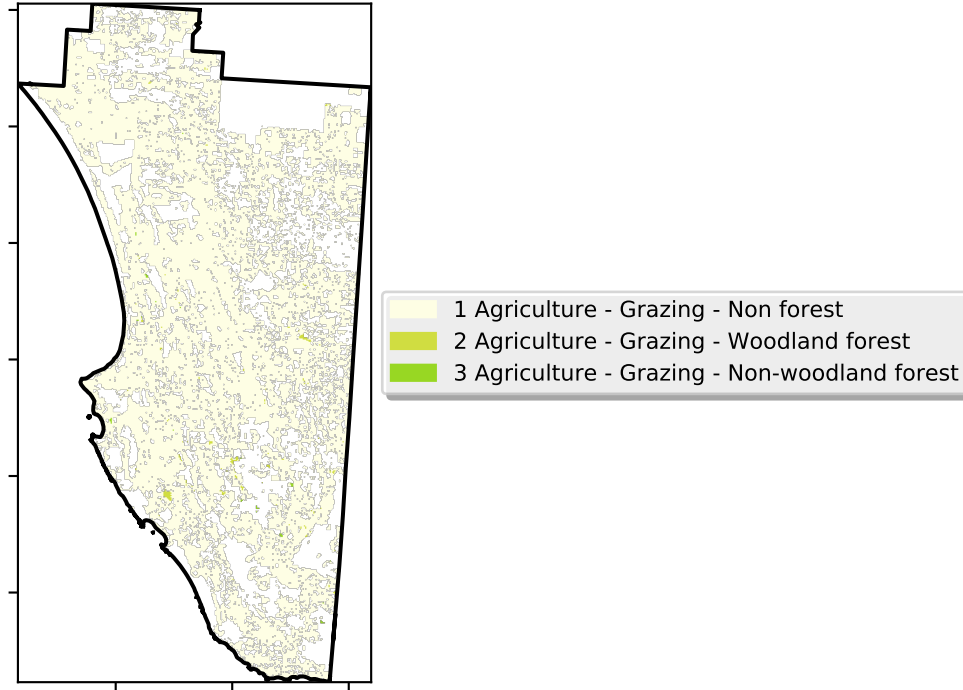 1 Agriculture - Grazing - Non forest
2 Agriculture - Grazing - Woodland forest
3 Agriculture - Grazing - Non-woodland forest